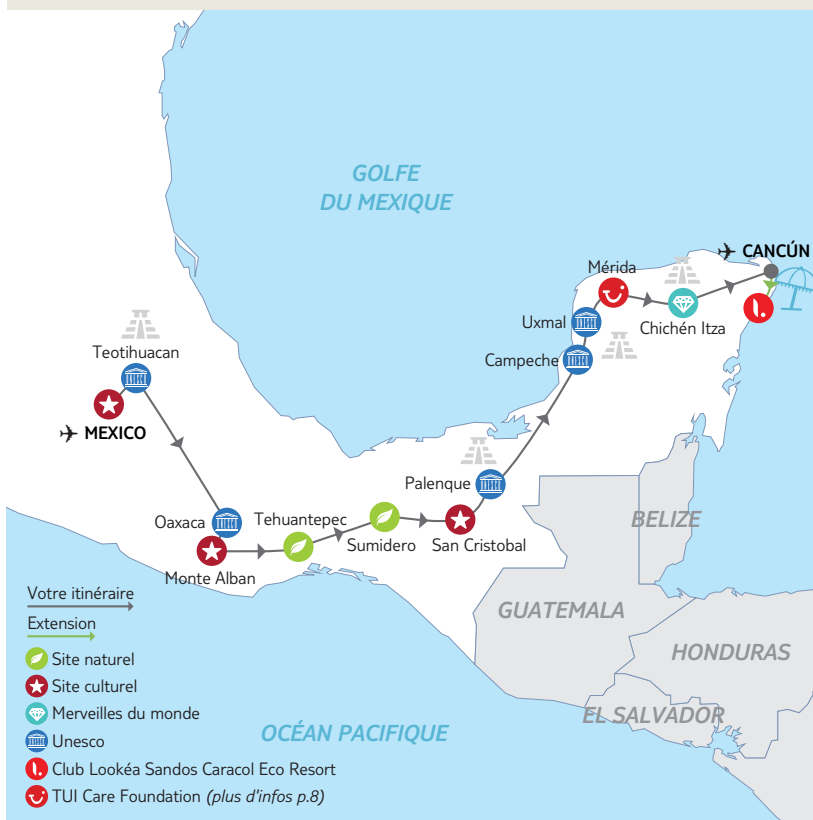 GOLFE
DU MEXIQUE
CANCÚN
Mérida
Uxmal
Chichén Itza
Campeche
Teotihuacan
MEXICO
Palenque
Oaxaca
Tehuantepec
Sumidero
San Cristobal
BELIZE
Monte Alban
GUATEMALA
HONDURAS
EL SALVADOR
OCÉAN PACIFIQUE
Votre itinéraire
Extension
Site naturel
Site culturel
Merveilles du monde
Unesco
Club Lookéa Sandos Caracol Eco Resort
TUI Care Foundation (plus d'infos p.8)